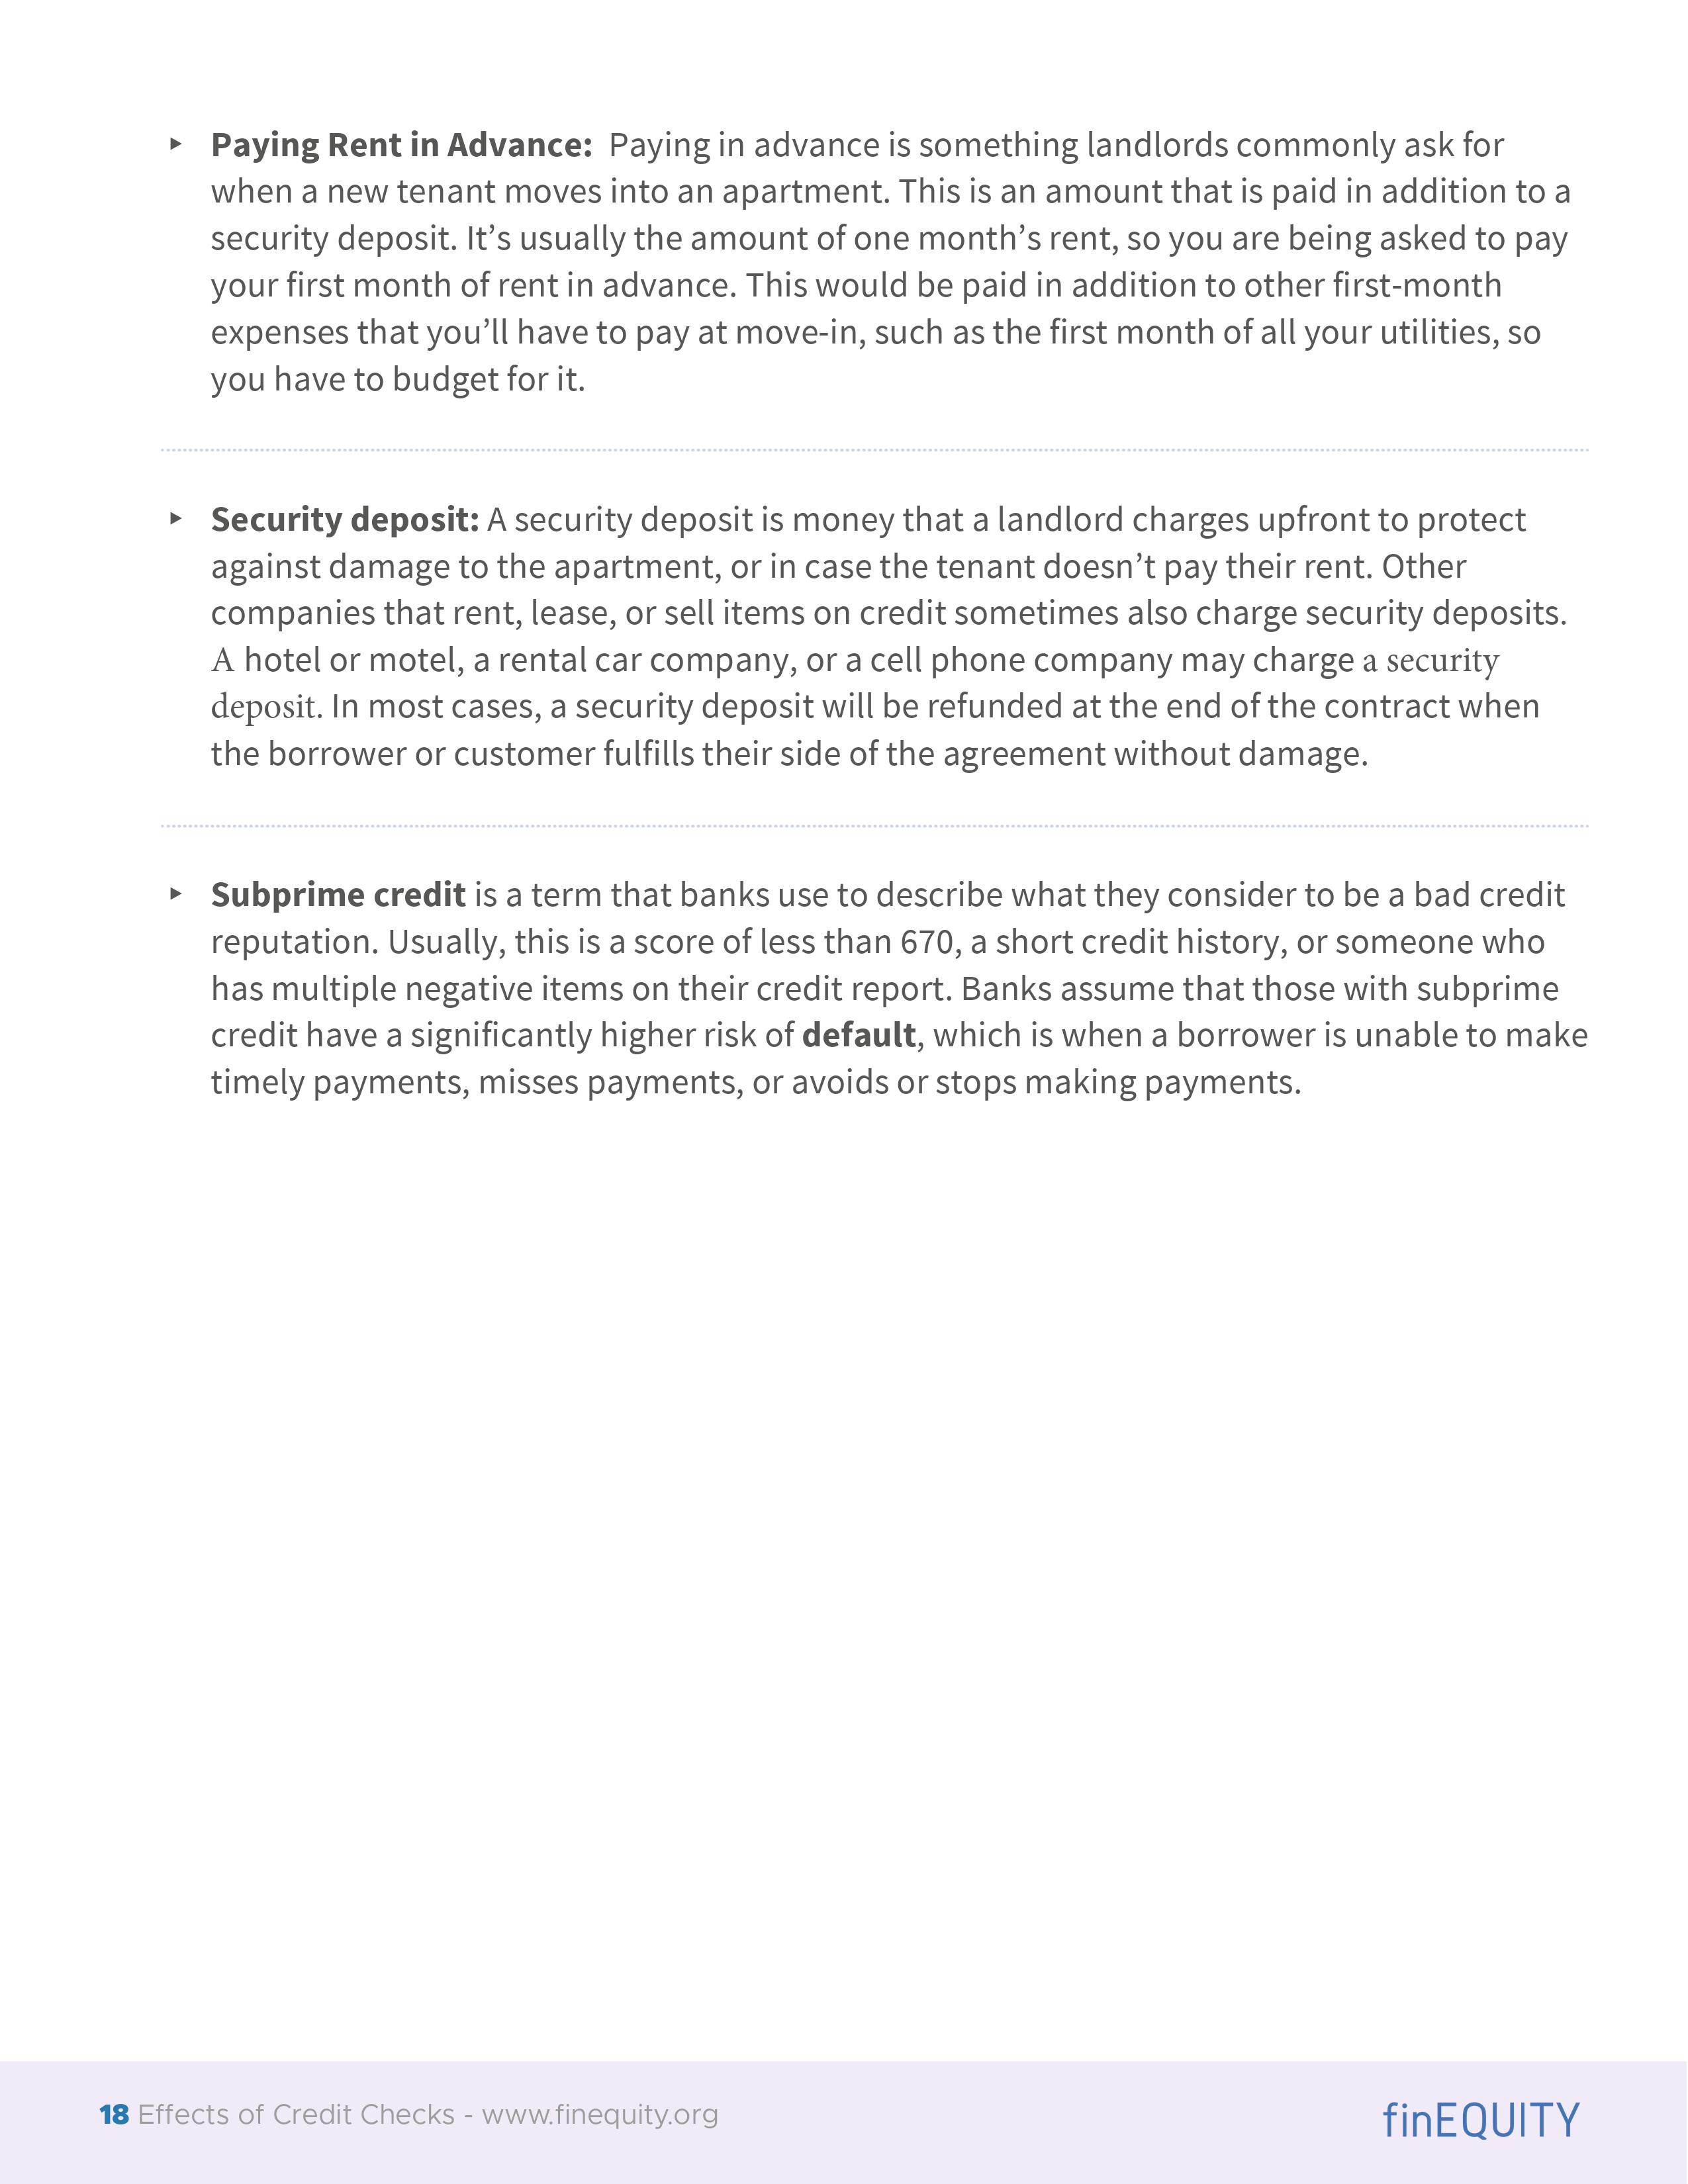 ▸ Paying Rent in Advance:  Paying in advance is something landlords commonly ask for
when a new tenant moves into an apartment. This is an amount that is paid in addition to a
security deposit. It’s usually the amount of one month’s rent, so you are being asked to pay
your first month of rent in advance. This would be paid in addition to other first-month
expenses that you’ll have to pay at move-in, such as the first month of all your utilities, so
you have to budget for it.
▸ Security deposit: A security deposit is money that a landlord charges upfront to protect
against damage to the apartment, or in case the tenant doesn’t pay their rent. Other
companies that rent, lease, or sell items on credit sometimes also charge security deposits.
A hotel or motel, a rental car company, or a cell phone company may charge a security
deposit. In most cases, a security deposit will be refunded at the end of the contract when
the borrower or customer fulfills their side of the agreement without damage.
▸ Subprime credit is a term that banks use to describe what they consider to be a bad credit
reputation. Usually, this is a score of less than 670, a short credit history, or someone who
has multiple negative items on their credit report. Banks assume that those with subprime
credit have a significantly higher risk of default, which is when a borrower is unable to make
timely payments, misses payments, or avoids or stops making payments.
18 Effects of Credit Checks - www.finequity.org
finEQUITY